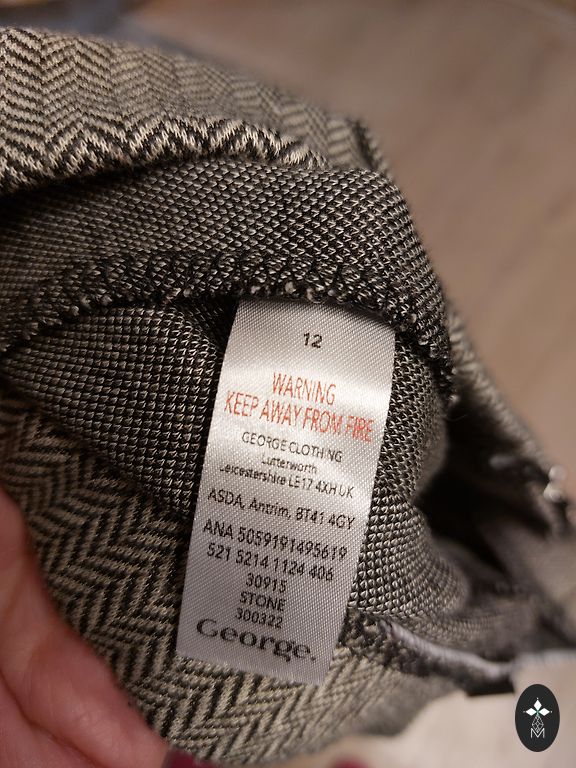 12
WARNING
KEEP AWAY FROM FIRE
GEORGE CLOTHING
Lutterworth
Leicestershire LE17 4XH UK
ASDA, Antrim, BT41 4GY
ANA 5059191495619
521 5214 1124 406
30915
STONE
300322
George.
M